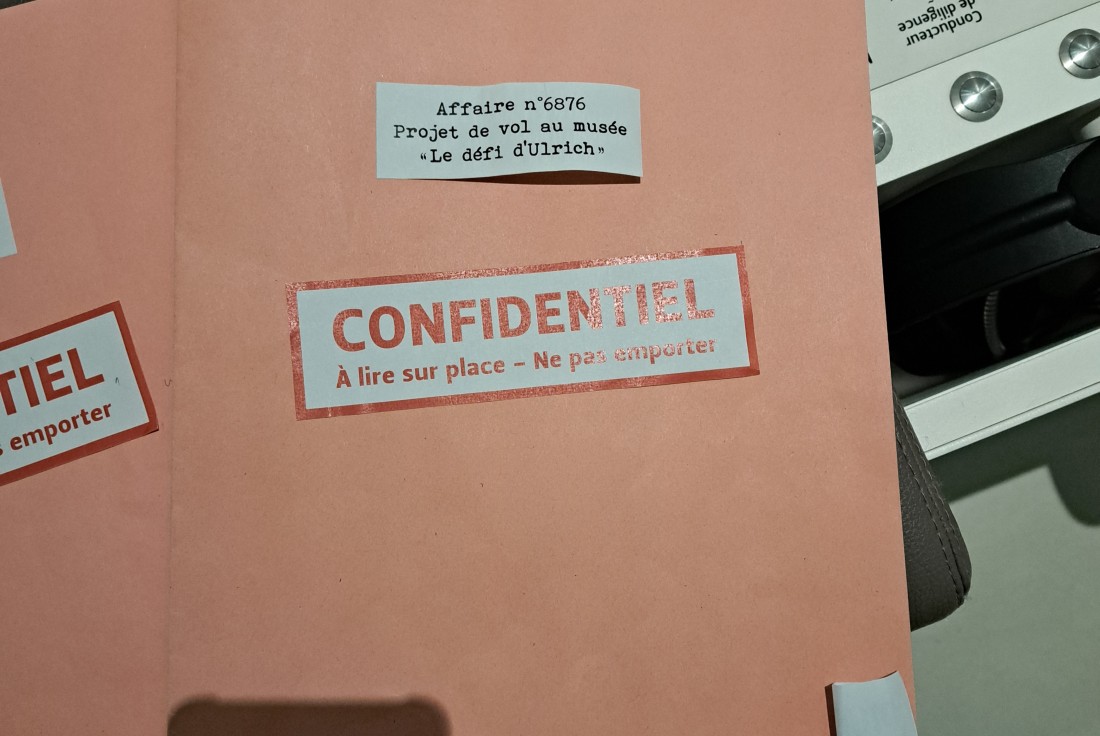 Conducteur
de diligence
Affaire n°6876
Projet de vol au musée
“Le défi d'Ulrich”
CONFIDENTIEL
À lire sur place – Ne pas emporter
TIEL
emporter